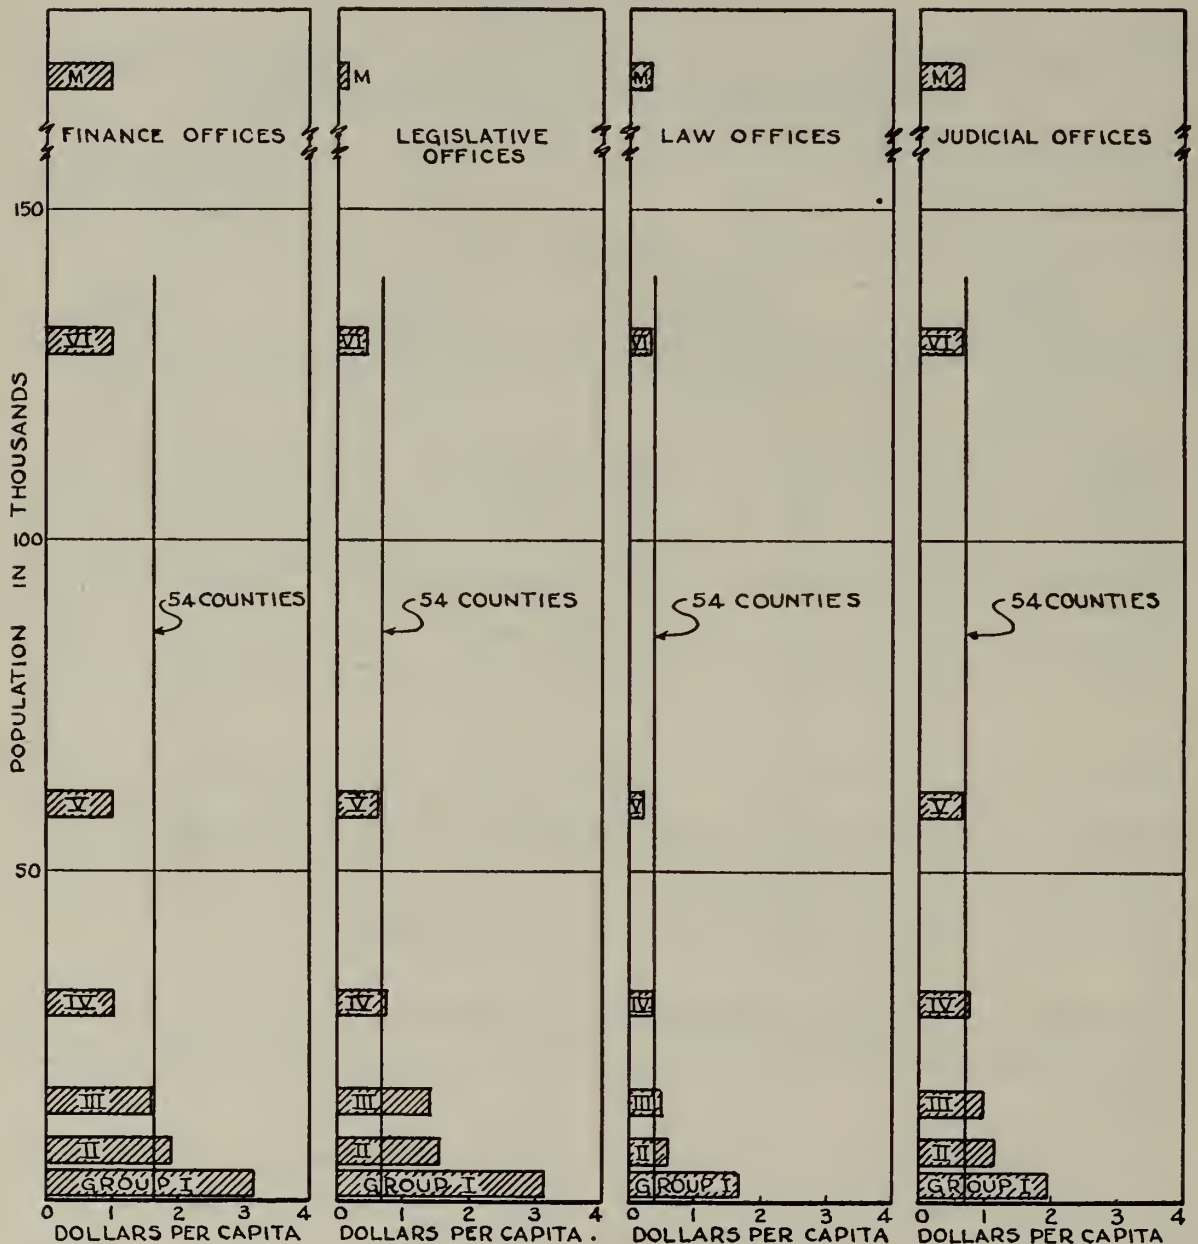 M
FINANCE OFFICES
VI
54 COUNTIES
V
IV
III
II
GROUP I
0 1 2 3 4
DOLLARS PER CAPITA
150
100
50
POPULATION IN THOUSANDS
M
LEGISLATIVE
OFFICES
VI
54 COUNTIES
V
IV
III
II
GROUP I
0 1 2 3 4
DOLLARS PER CAPITA .
M
LAW OFFICES
VI
54 COUNTIES
V
IV
III
II
GROUP I
0 1 2 3 4
DOLLARS PER CAPITA
M
JUDICIAL OFFICES
VI
54 COUNTIES
V
IV
III
II
GROUP I
0 1 2 3 4
DOLLARS PER CAPITA